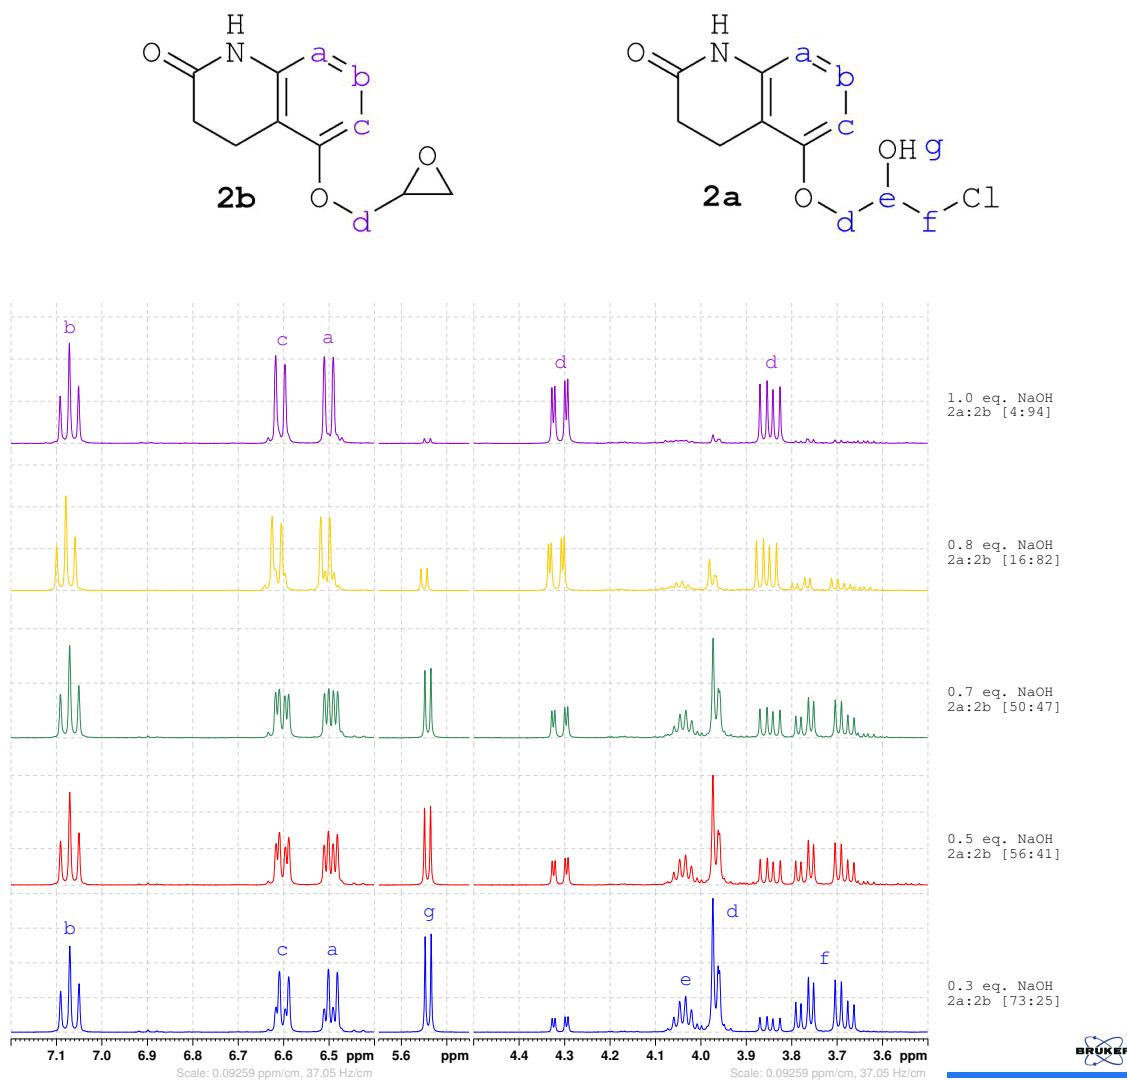 H
N
O
a
b
c
O
O
d
2b
H
N
O
a
b
c
OH g
O
d
e
f
Cl
2a
b
c
a
d
d
1.0 eq. NaOH
2a:2b [4:94]
0.8 eq. NaOH
2a:2b [16:82]
0.7 eq. NaOH
2a:2b [50:47]
0.5 eq. NaOH
2a:2b [56:41]
b
c
a
g
e
d
f
0.3 eq. NaOH
2a:2b [73:25]
7.1 7.0 6.9 6.8 6.7 6.6 6.5 ppm 5.6 ppm 4.4 4.3 4.2 4.1 4.0 3.9 3.8 3.7 3.6 ppm
Scale: 0.09259 ppm/cm, 37.05 Hz/cm
Scale: 0.09259 ppm/cm, 37.05 Hz/cm
BRUKER